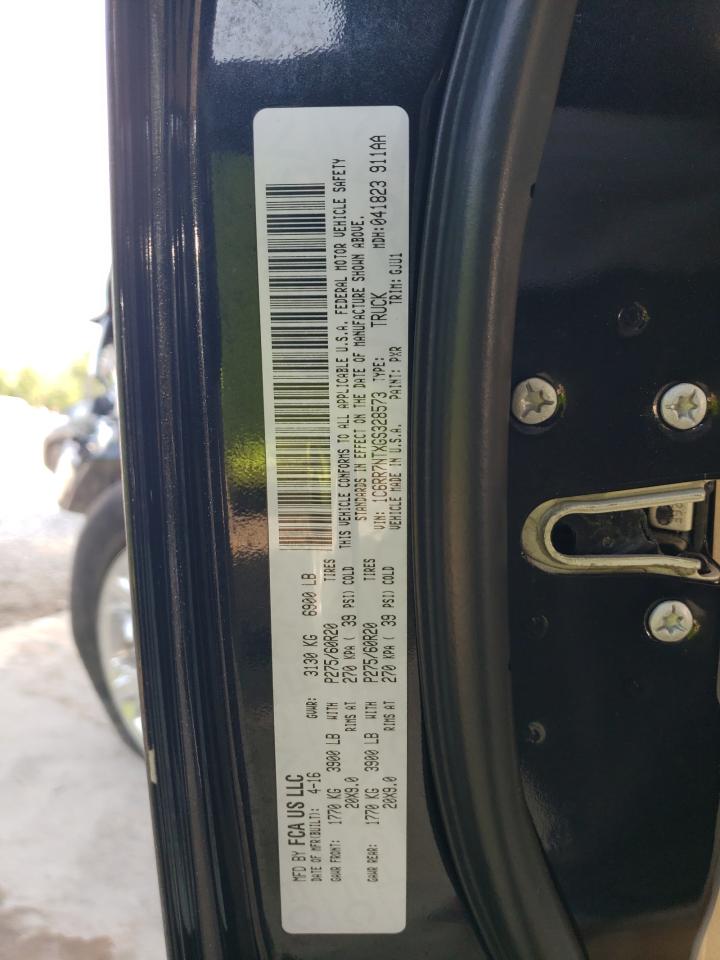 MFD BY FCA US LLC
DATE OF MFR(BUILT): 4-16 GVWR: 3130 KG 6900 LB
GAWR FRONT: 1770 KG 3900 LB WITH P275/60R20 TIRES
20X9.0 RIMS AT 270 KPA ( 39 PSI) COLD
GAWR REAR: 1770 KG 3900 LB WITH P275/60R20 TIRES
20X9.0 RIMS AT 270 KPA ( 39 PSI) COLD
THIS VEHICLE CONFORMS TO ALL APPLICABLE U.S.A. FEDERAL MOTOR VEHICLE SAFETY
STANDARDS IN EFFECT ON THE DATE OF MANUFACTURE SHOWN ABOVE.
VIN: 1C6RR7NTXGS328573 TYPE: TRUCK MDH:041823 911AA
VEHICLE MADE IN U.S.A. PAINT: PXR TRIM: GJU1